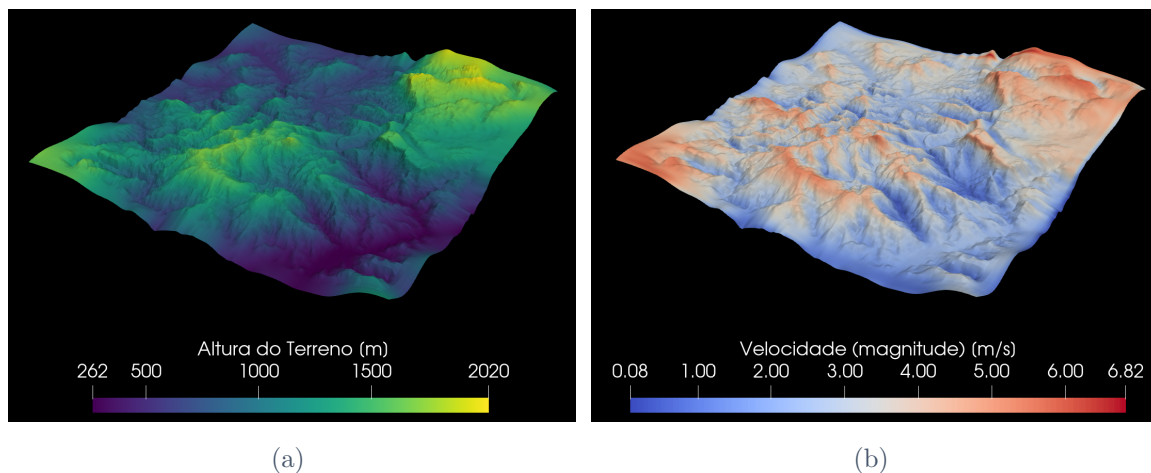 Altura do Terreno [m]
262 500 1000 1500 2020
(a)
Velocidade (magnitude) [m/s]
0.08 1.00 2.00 3.00 4.00 5.00 6.00 6.82
(b)